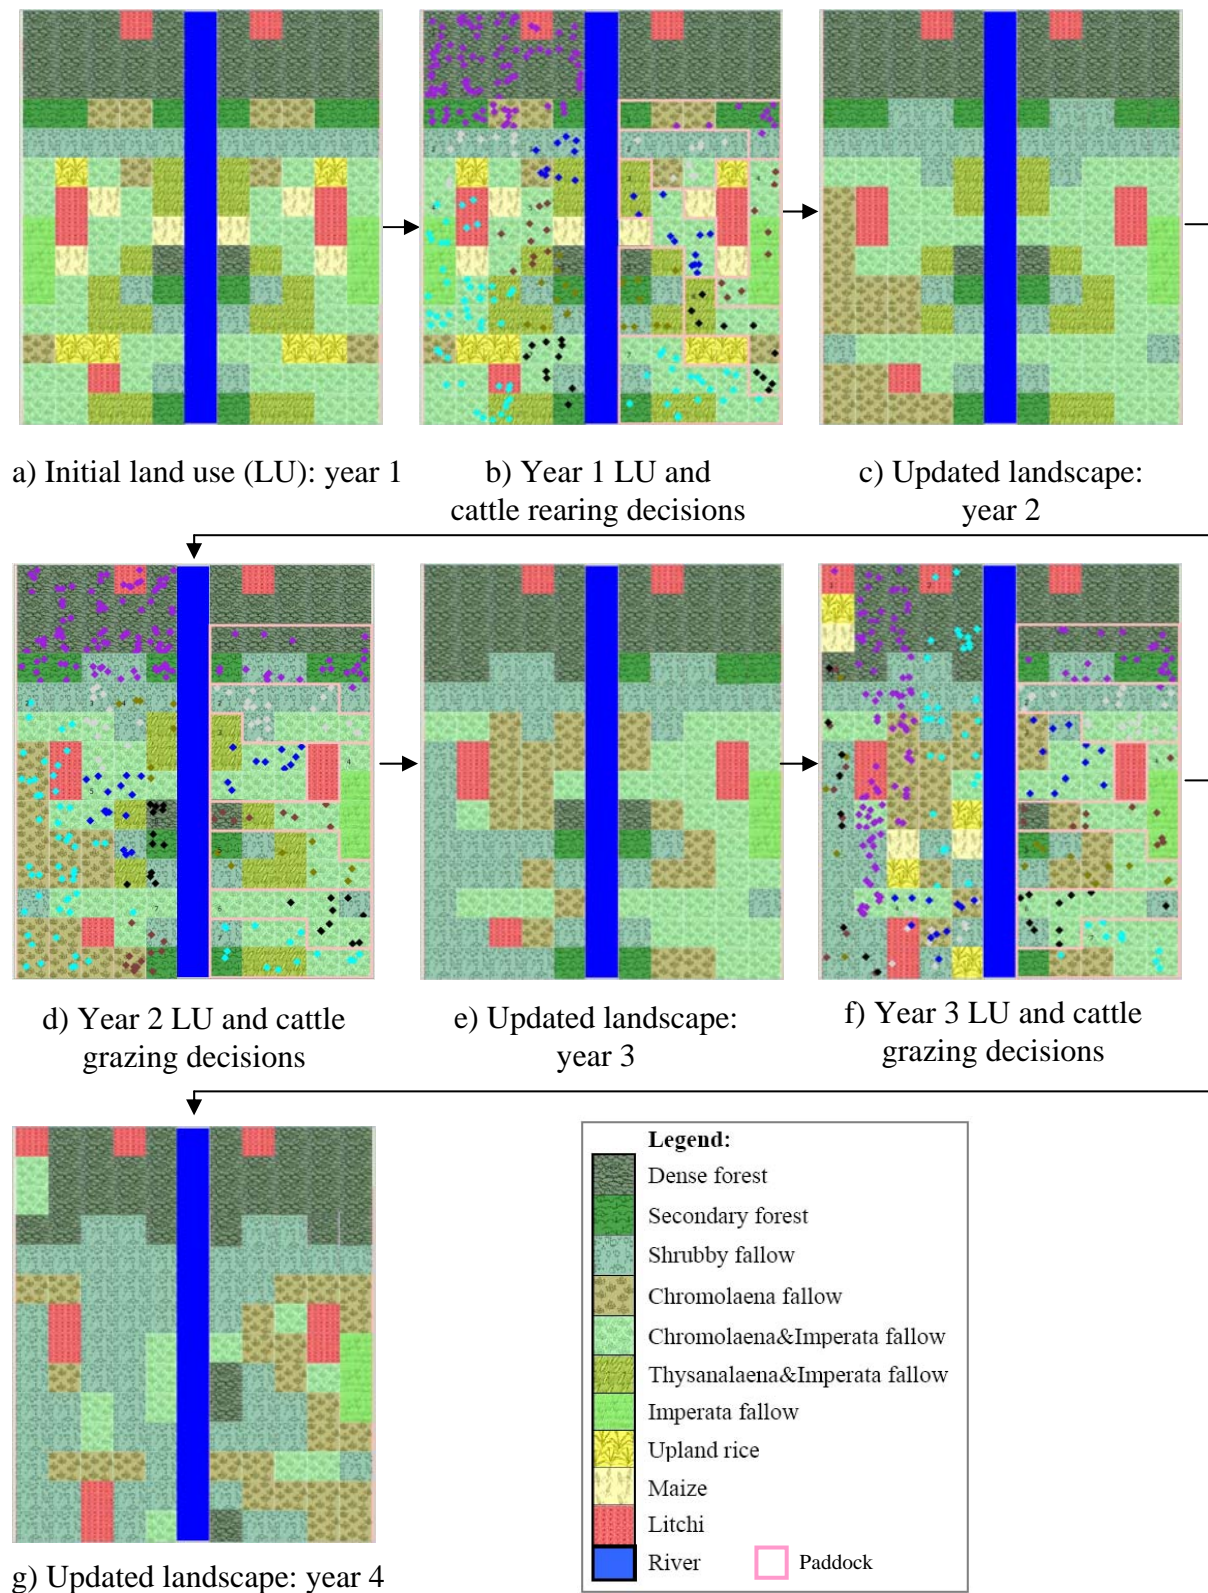 a) Initial land use (LU): year 1
b) Year 1 LU and
cattle rearing decisions
c) Updated landscape:
year 2
d) Year 2 LU and cattle
grazing decisions
e) Updated landscape:
year 3
f) Year 3 LU and cattle
grazing decisions
g) Updated landscape: year 4
Legend:
Dense forest
Secondary forest
Shrubby fallow
Chromolaena fallow
Chromolaena&Imperata fallow
Thysanalaena&Imperata fallow
Imperata fallow
Upland rice
Maize
Litchi
River
Paddock